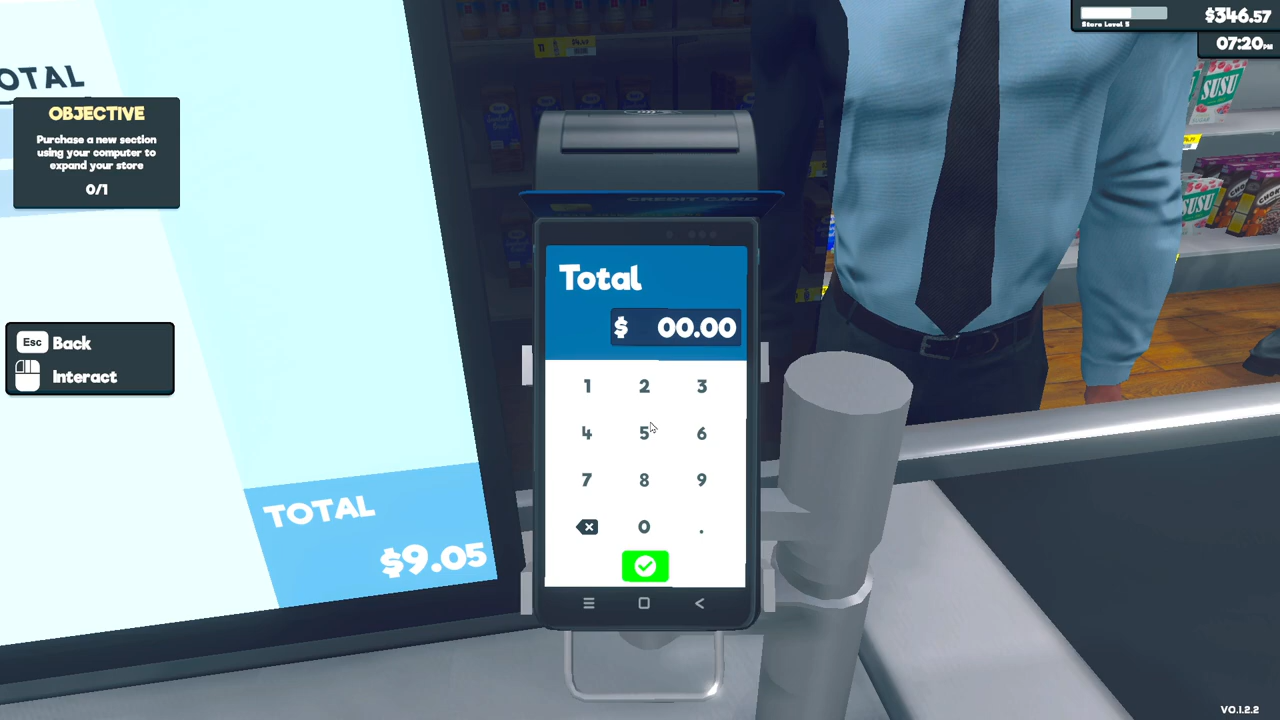 $346.57
Store Level 5
07:20PM
OTAL
OBJECTIVE
Purchase a new section
using your computer to
expand your store
0/1
SUSU
SUSU
CREDIT CARD
Total
$ 00.00
Esc Back
Interact
1 2 3
4 5 6
7 8 9
0 .
TOTAL
$9.05
V0.1.2.2